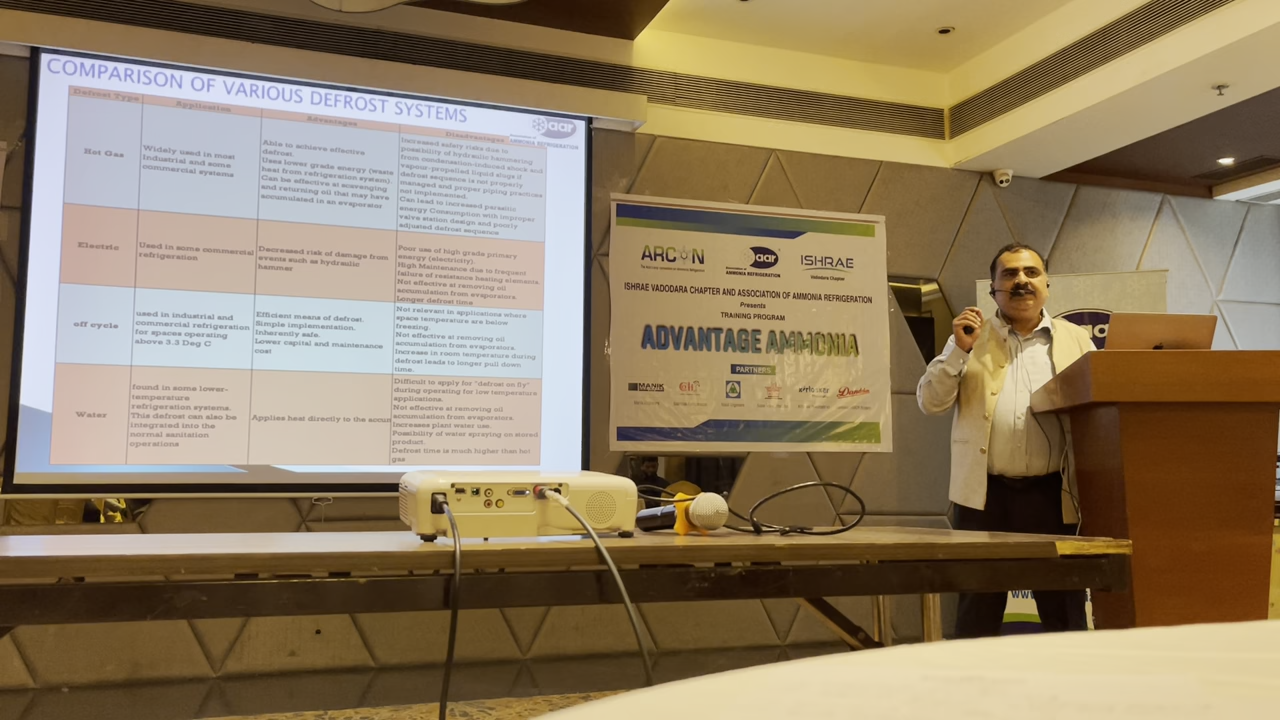 COMPARISON OF VARIOUS DEFROST SYSTEMS
aar
AMMONIA REFRIGERATION
Defrost Type
Application
Advantages
Disadvantages
Hot Gas
Widely used in most
Industrial and some
commercial systems
Able to achieve effective
defrost.
Uses lower grade energy (waste
heat from refrigeration system).
Can be effective at scavenging
and returning oil that may have
accumulated in an evaporator
Increased safety risks due to
possibility of hydraulic hammering
from condensation-induced shock and
vapour-propelled liquid slugs if
defrost sequence is not properly
managed and proper piping practices
not implemented.
Can lead to increased parasitic
energy Consumption with improper
valve station design and poorly
adjusted defrost sequence
Electric
Used in some commercial
refrigeration
Decreased risk of damage from
events such as hydraulic
hammer
Pour use of high grade primary
energy (electricity).
High Maintenance due to frequent
failure of resistance heating elements.
Not effective at removing oil
accumulation from evaporators.
Longer defrost time
off cycle
used in industrial and
commercial refrigeration
for spaces operating
above 3.3 Deg C
Efficient means of defrost.
Simple implementation.
Inherently safe.
Lower capital and maintenance
cost
Not relevant in applications where
space temperature are below
freezing.
Not effective at removing oil
accumulation from evaporators.
Increase in room temperature during
defrost leads to longer pull down
time.
Water
found in some lower-
temperature
refrigeration systems.
This defrost can also be
integrated into the
normal sanitation
operations
Applies heat directly to the accu
Difficult to apply for "defrost on fly"
during operating for low temperature
applications.
Not effective at removing oil
accumulation from evaporators.
Increases plant water use.
Possibility of water spraying on stored
product.
Defrost time is much higher than hot
gas
ARCON
aar
AMMONIA REFRIGERATION
ISHRAE
Vadodara Chapter
ISHRAE VADODARA CHAPTER AND ASSOCIATION OF AMMONIA REFRIGERATION
Presents
TRAINING PROGRAM
ADVANTAGE AMMONIA
PARTNERS
MANIK
Danfoss
aar